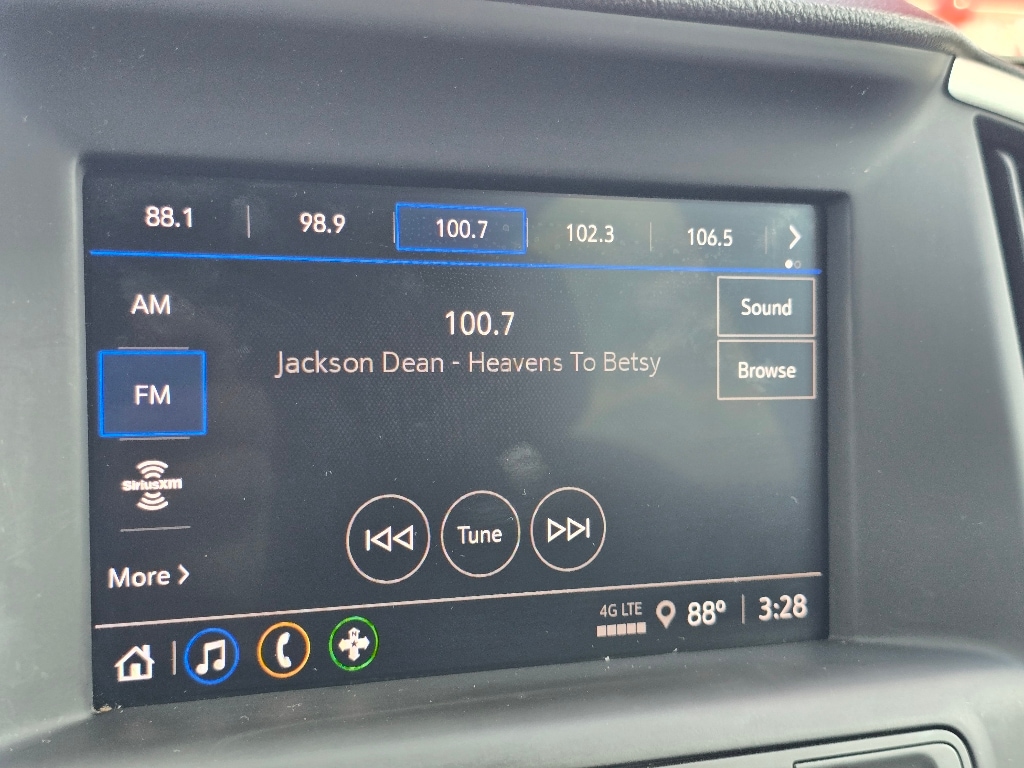 88.1 98.9 100.7 102.3 106.5
AM
100.7
Sound
Jackson Dean - Heavens To Betsy
Browse
FM
SiriusXM
Tune
More
4G LTE
88° 3:28